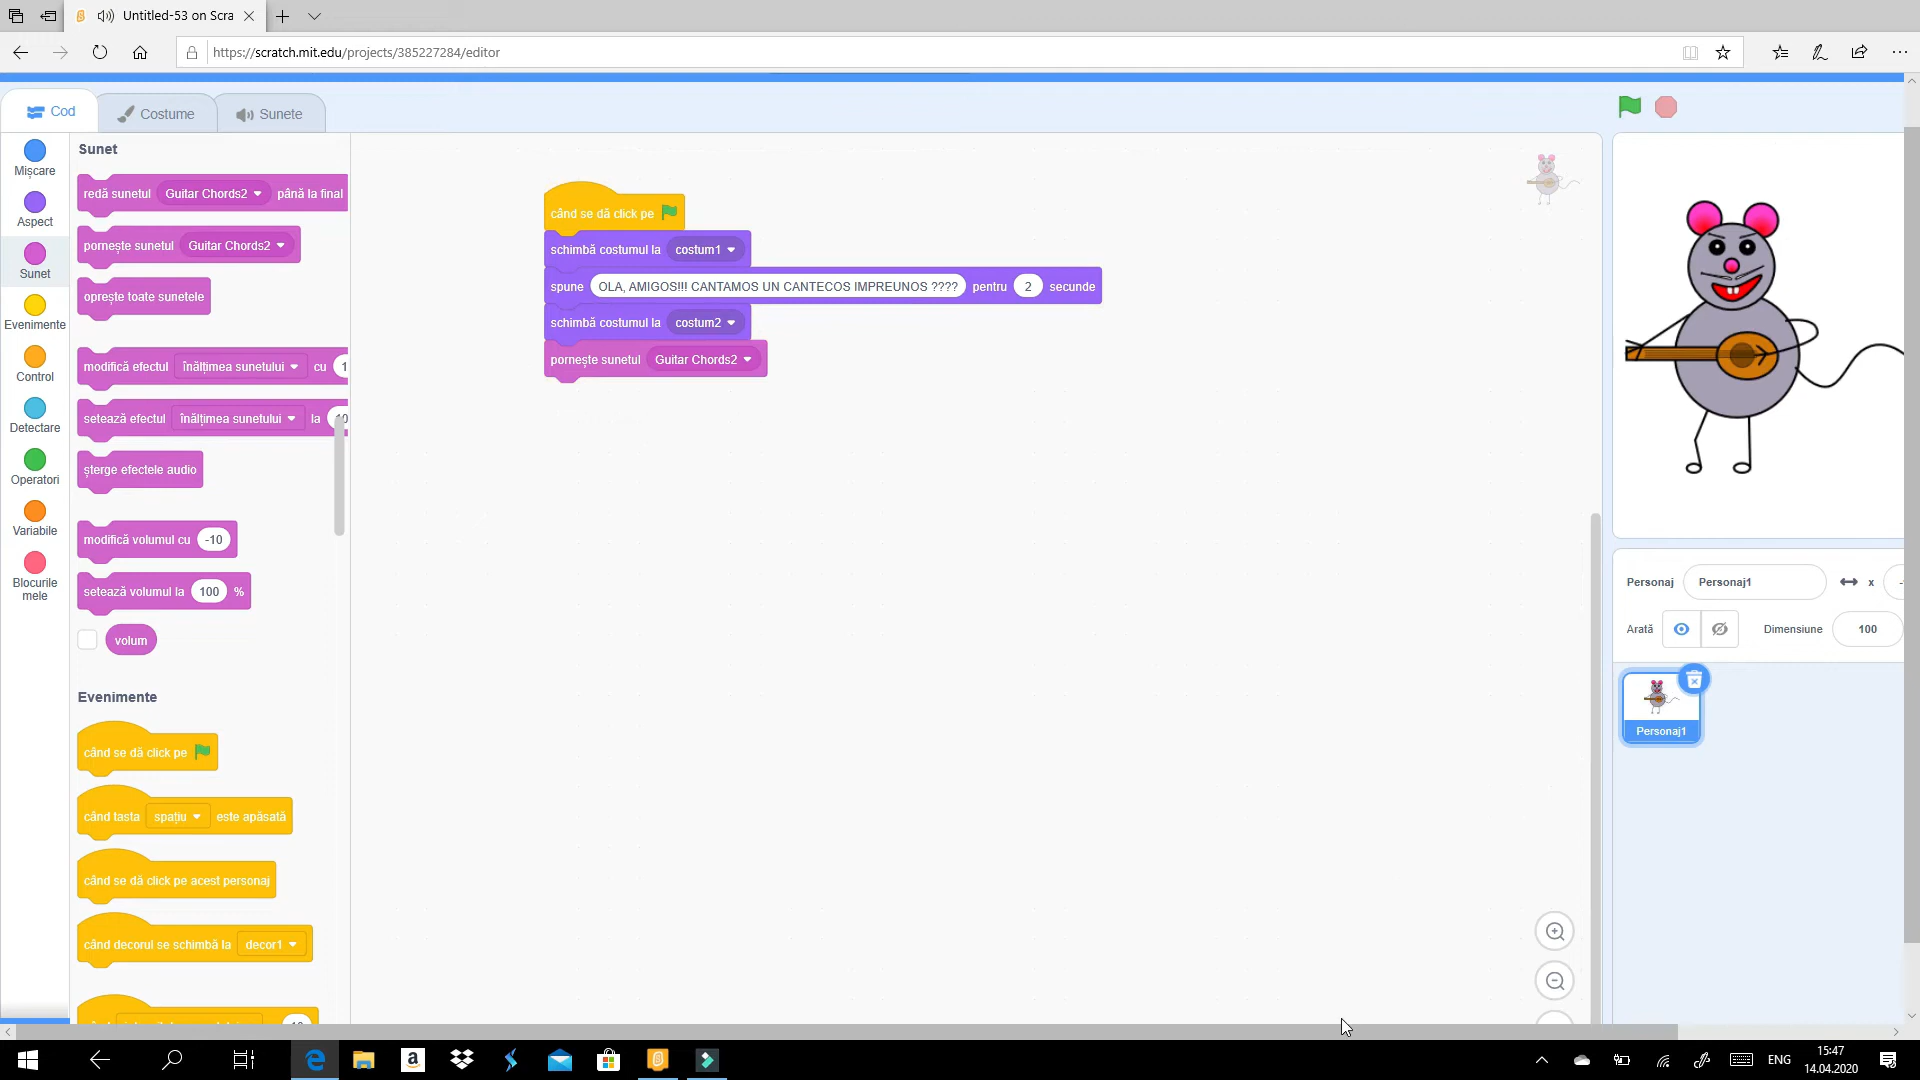 Untitled-53 on Scra
https://scratch.mit.edu/projects/385227284/editor
Cod
Costume
Sunete
Mișcare
Aspect
Sunet
Evenimente
Control
Detectare
Operatori
Variabile
Blocurile
mele
Sunet
redă sunetul Guitar Chords2 până la final
pornește sunetul Guitar Chords2
oprește toate sunetele
modifică efectul înălțimea sunetului cu 1
setează efectul înălțimea sunetului la
șterge efectele audio
modifică volumul cu -10
setează volumul la 100 %
volum
Evenimente
când se dă click pe
când tasta spațiu este apăsată
când se dă click pe acest personaj
când decorul se schimbă la decor1
când se dă click pe
schimbă costumul la costum1
spune OLA, AMIGOS!!! CANTAMOS UN CANTECOS IMPREUNOS ???? pentru 2 secunde
schimbă costumul la costum2
pornește sunetul Guitar Chords2
Personaj Personaj1 x -
Arată Dimensiune 100
Personaj1
ENG
15:47
14.04.2020